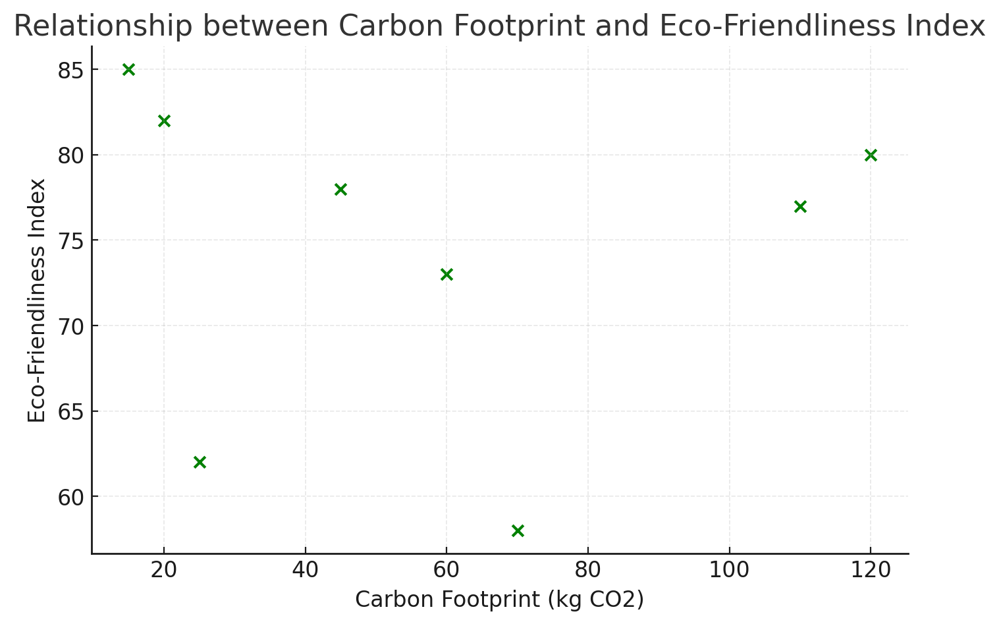 Relationship between Carbon Footprint and Eco-Friendliness Index
85
80
75
70
65
60
Eco-Friendliness Index
20 40 60 80 100 120
Carbon Footprint (kg CO2)